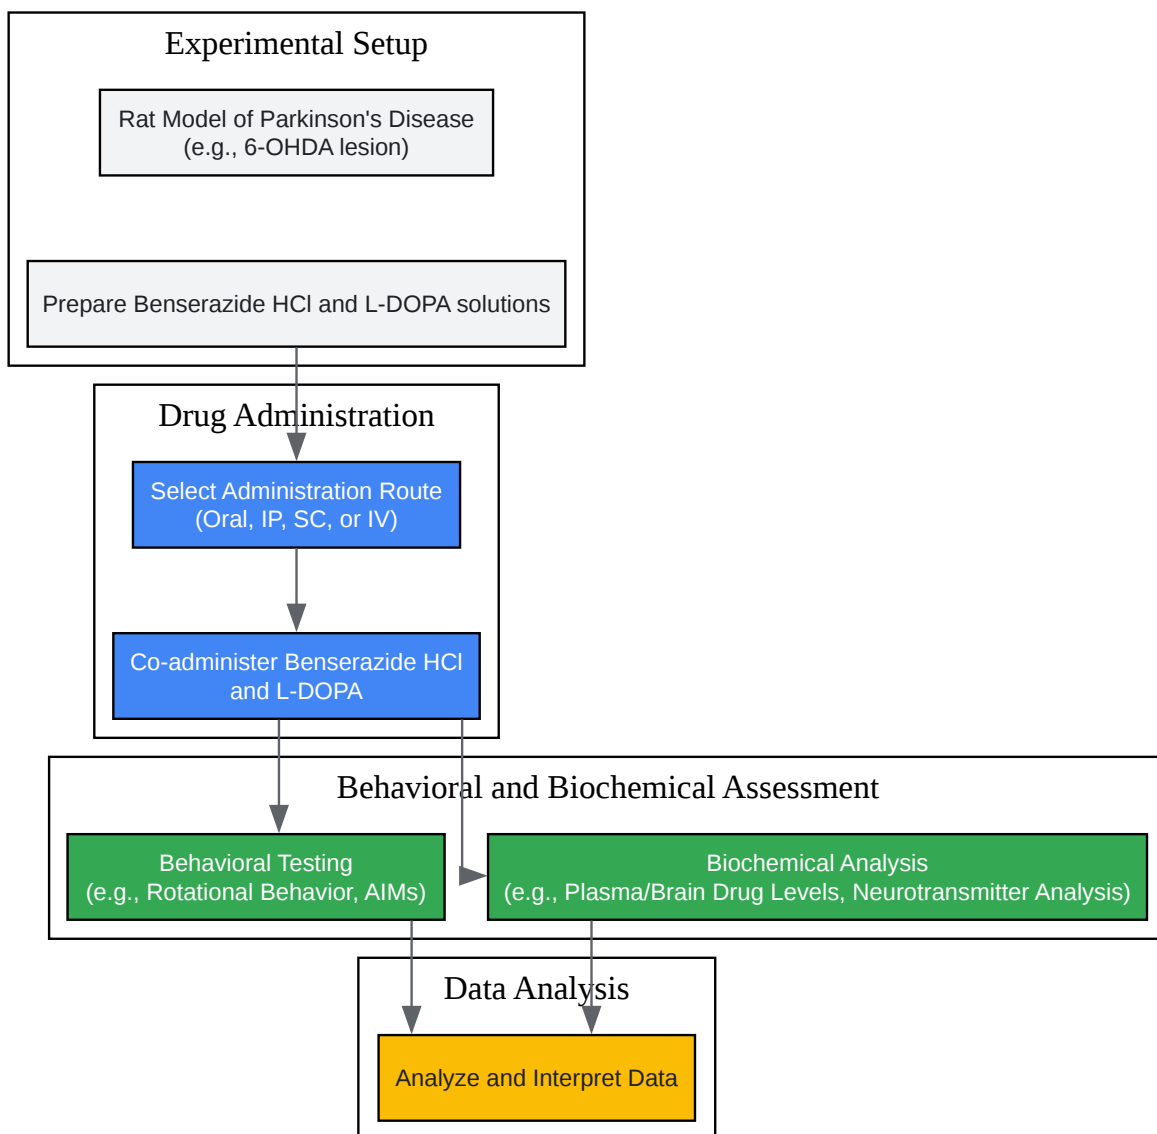 Experimental Setup
Rat Model of Parkinson's Disease
(e.g., 6-OHDA lesion)
Prepare Benserazide HCl and L-DOPA solutions
Drug Administration
Select Administration Route
(Oral, IP, SC, or IV)
Co-administer Benserazide HCl
and L-DOPA
Behavioral and Biochemical Assessment
Behavioral Testing
(e.g., Rotational Behavior, AIMs)
Biochemical Analysis
(e.g., Plasma/Brain Drug Levels, Neurotransmitter Analysis)
Data Analysis
Analyze and Interpret Data